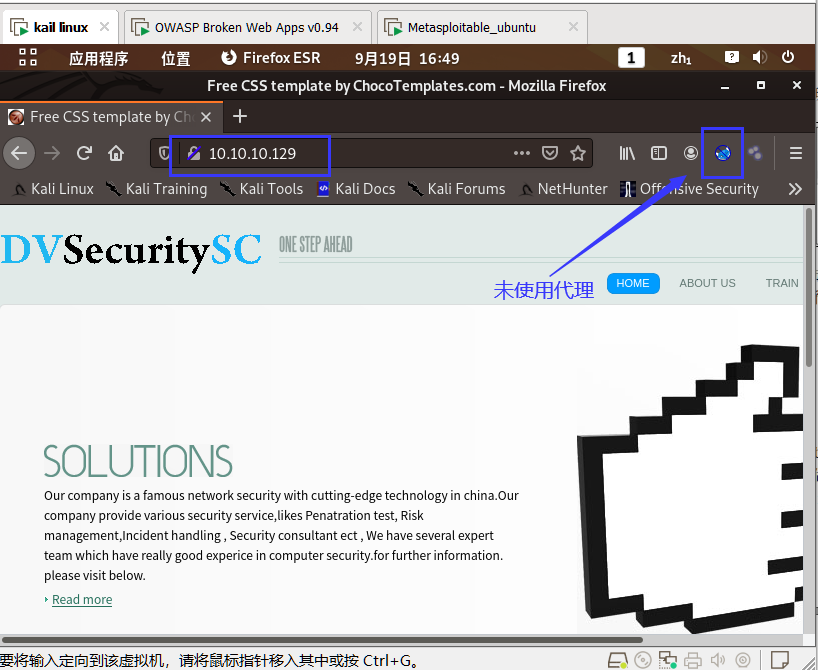 kail linux
OWASP Broken Web Apps v0.94
Metasploitable_ubuntu
应用程序 位置 Firefox ESR 9月19日 16:49 1 zh₁
Free CSS template by ChocoTemplates.com - Mozilla Firefox
Free CSS template by Ch
10.10.10.129
Kali Linux Kali Training Kali Tools Kali Docs Kali Forums NetHunter Offensive Security
DVSecuritySC ONE STEP AHEAD
未使用代理
HOME ABOUT US TRAIN
SOLUTIONS
Our company is a famous network security with cutting-edge technology in china.Our
company provide various security service,likes Penatration test, Risk
management,Incident handling , Security consultant ect , We have several expert
team which have really good experice in computer security.for further information.
please visit below.
Read more
要将输入定向到该虚拟机，请将鼠标指针移入其中或按 Ctrl+G。